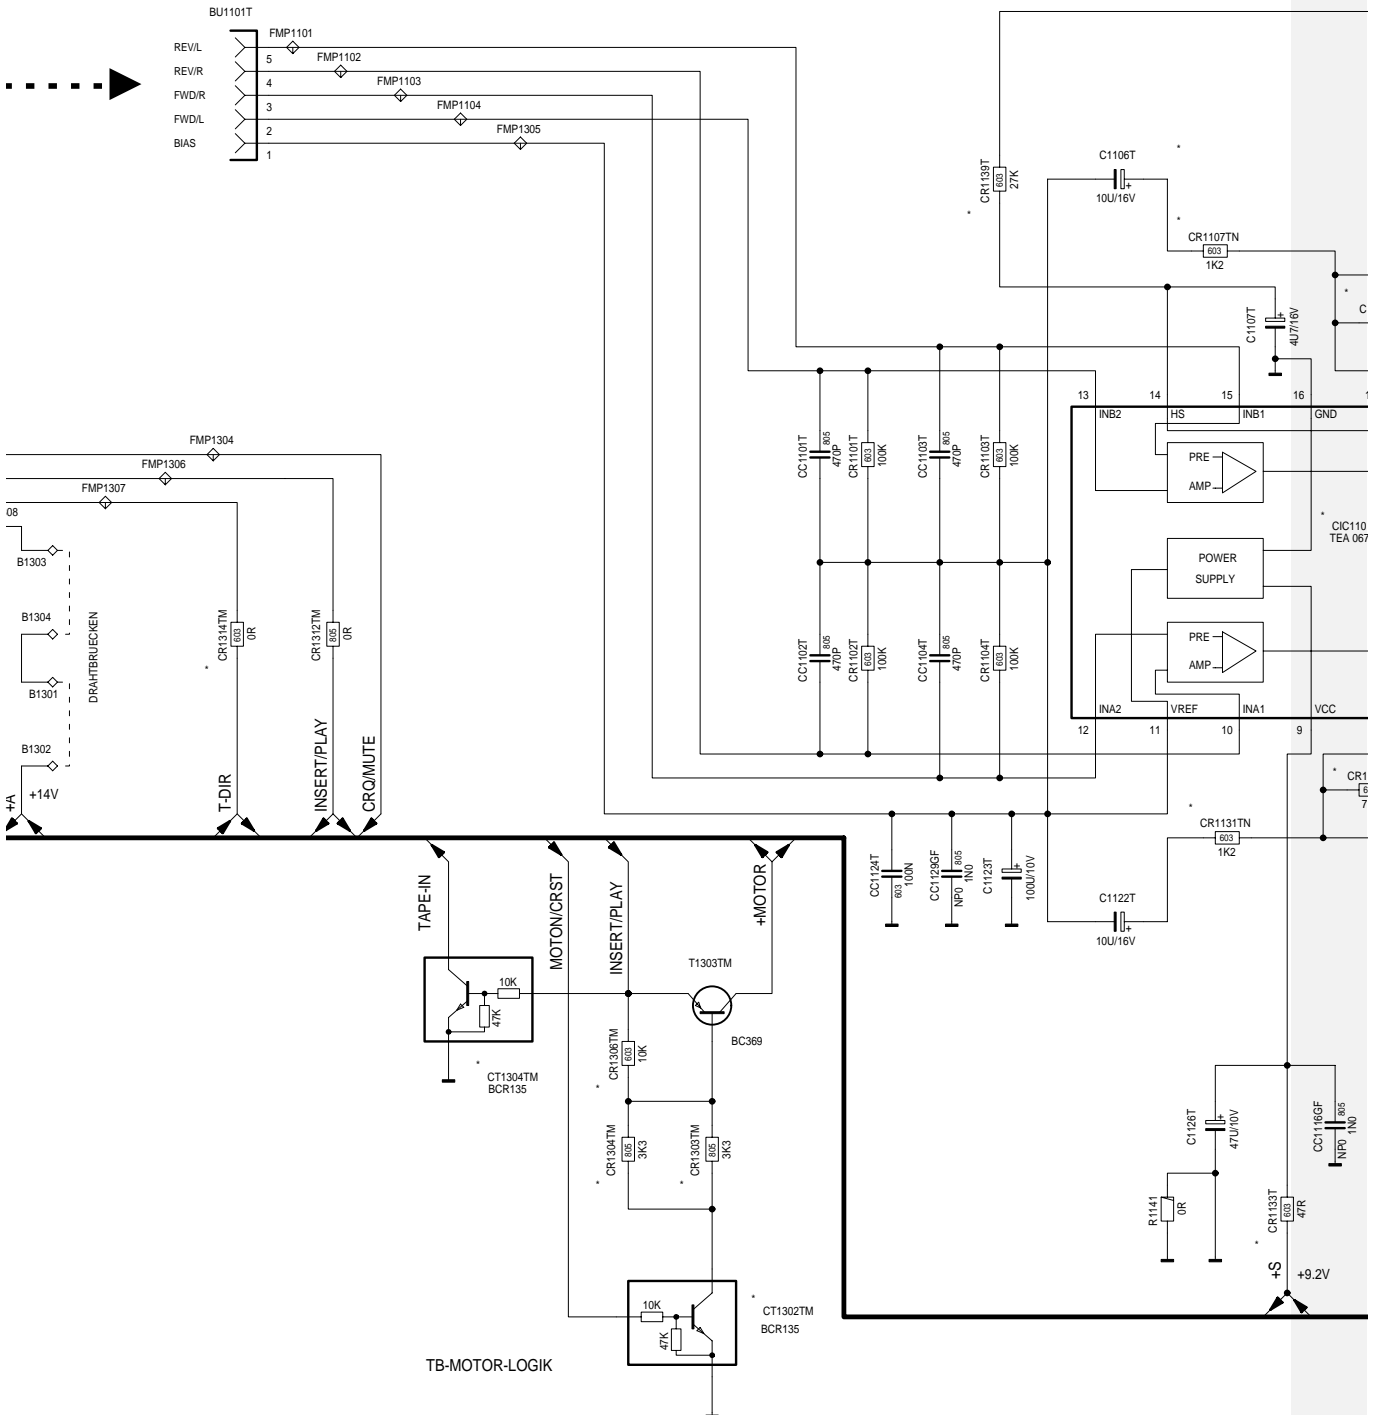 BU1101T
REV/L
FMP1101
5
REV/R
FMP1102
4
FWD/R
FMP1103
3
FWD/L
FMP1104
2
BIAS
FMP1305
1
CR1139T
603
27K
*
C1106T
*
10U/16V
*
CR1107TN
603
1K2
C1107T
+
4U7/16V
*
C
13
14
15
16
1
INB2
HS
INB1
GND
FMP1304
FMP1306
FMP1307
08
B1303
B1304
B1301
B1302
DRAHTBRUECKEN
CR1314TM
603
0R
*
CR1312TM
805
0R
CC1101T
805
470P
CR1101T
603
100K
CC1103T
805
470P
CR1103T
603
100K
PRE
AMP
*
CIC110
TEA 067
POWER
SUPPLY
CC1102T
805
470P
CR1102T
603
100K
CC1104T
805
470P
CR1104T
603
100K
PRE
AMP
INA2
VREF
INA1
VCC
12
11
10
9
+A
+14V
T-DIR
INSERT/PLAY
CRQ/MUTE
*
CR1
6
7
*
CR1131TN
603
1K2
CC1124T
603
100N
CC1129GF
805
NP0
1N0
C1123T
+
100U/10V
C1122T
+
10U/16V
TAPE-IN
MOTON/CRST
INSERT/PLAY
+MOTOR
T1303TM
BC369
10K
47K
*
CT1304TM
BCR135
CR1306TM
603
10K
*
CR1304TM
805
3K3
*
CR1303TM
805
3K3
*
C1126T
+
47U/10V
CC1116GF
805
NP0
1N0
R1141
0R
CR1133T
603
47R
*
+S
+9.2V
10K
47K
*
CT1302TM
BCR135
TB-MOTOR-LOGIK